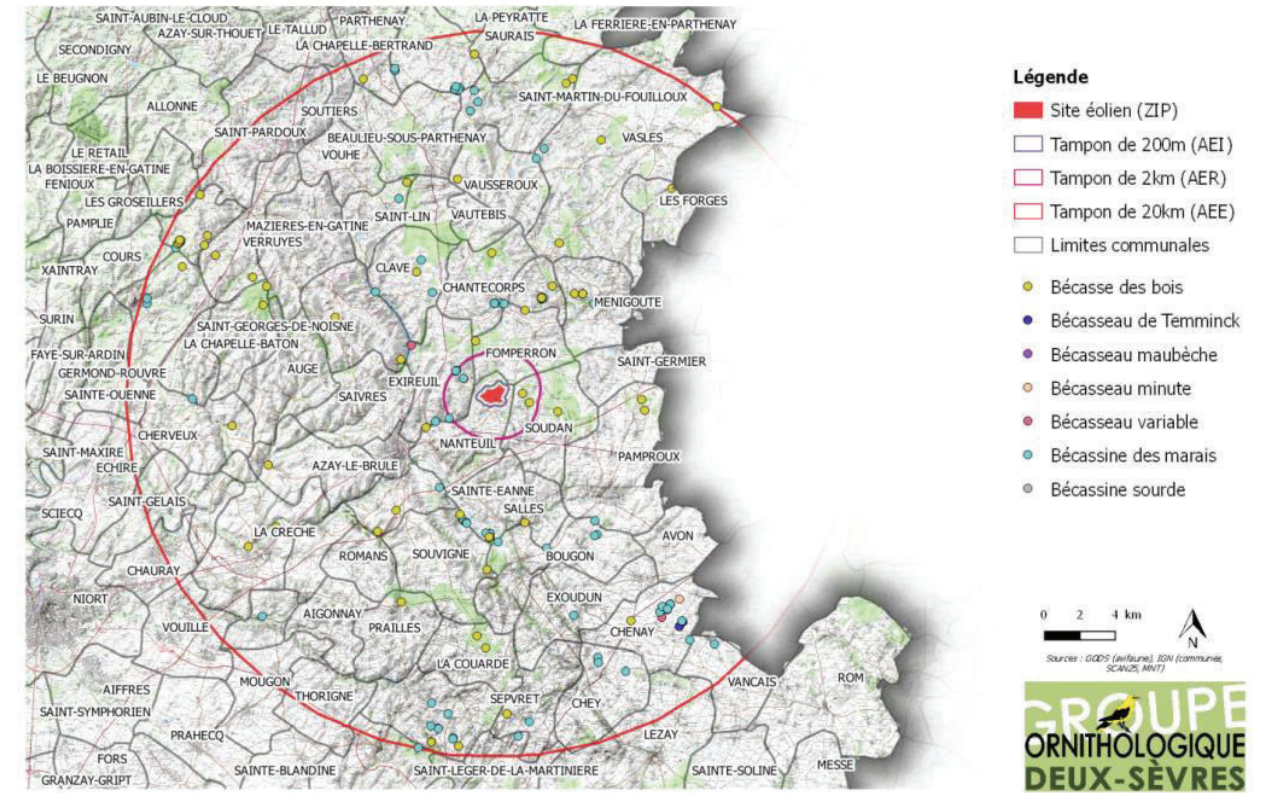 SAINT-AUBIN-LE-CLOUD
PARTHENAY
LA PEYRATTE
LA FERRIERE-EN-PARTHENAY
AZAY-SUR-THOUET
LE TALLUD
SAURAIS
SECONDIGNY
LA CHAPELLE-BERTRAND
LE BEUGNON
ALLONNE
SOUTIERS
SAINT-MARTIN-DU-FOUILLOUX
SAINT-PARDOUX
BEAULIEU-SOUS-PARTHENAY
VASLES
LE RETAIL
VOUHE
LA BOISSIERE-EN-GATINE
FENIOUX
VAUSSEROUX
LES GROSEILLERS
LES FORGES
PAMPLIE
SAINT-LIN
VAUTEBIS
MAZIERES-EN-GATINE
VERRUYES
COURS
XAINTRAY
CLAVE
CHANTECORPS
MENIGOUTE
SURIN
SAINT-GEORGES-DE-NOISNE
LA CHAPELLE-BATON
FAYE-SUR-ARDIN
FOMPERRON
SAINT-GERMIER
GERMOND-ROUVRE
AUGE
EXIREUIL
SAINTE-OUENNE
SAIVRES
CHERVEUX
SOUDAN
NANTEUIL
SAINT-MAXIRE
PAMPROUX
ECHIRE
AZAY-LE-BRULE
SAINTE-EANNE
SAINT-GELAIS
SALLES
SCIECQ
LA CRECHE
AVON
ROMANS
SOUVIGNE
BOUGON
CHAURAY
NIORT
EXOUDUN
AIGONNAY
VOUILLE
PRAILLES
CHENAY
LA COUARDE
MOUGON
VANCAIS
ROM
AIFFRES
THORIGNE
SEPVRET
CHEY
SAINT-SYMPHORIEN
PRAHECQ
LEZAY
FORS
SAINTE-BLANDINE
SAINT-LEGER-DE-LA-MARTINIERE
SAINTE-SOLINE
MESSE
GRANZAY-GRIPT
Légende
Site éolien (ZIP)
Tampon de 200m (AEI)
Tampon de 2km (AER)
Tampon de 20km (AEE)
Limites communales
Bécasse des bois
Bécasseau de Temminck
Bécasseau maubèche
Bécasseau minute
Bécasseau variable
Bécassine des marais
Bécassine sourde
0 2 4 km
N
Sources : GODS (avifaune), IGN (communes,
SCAN25, MNT)
GROUPE
ORNITHOLOGIQUE
DEUX-SÈVRES